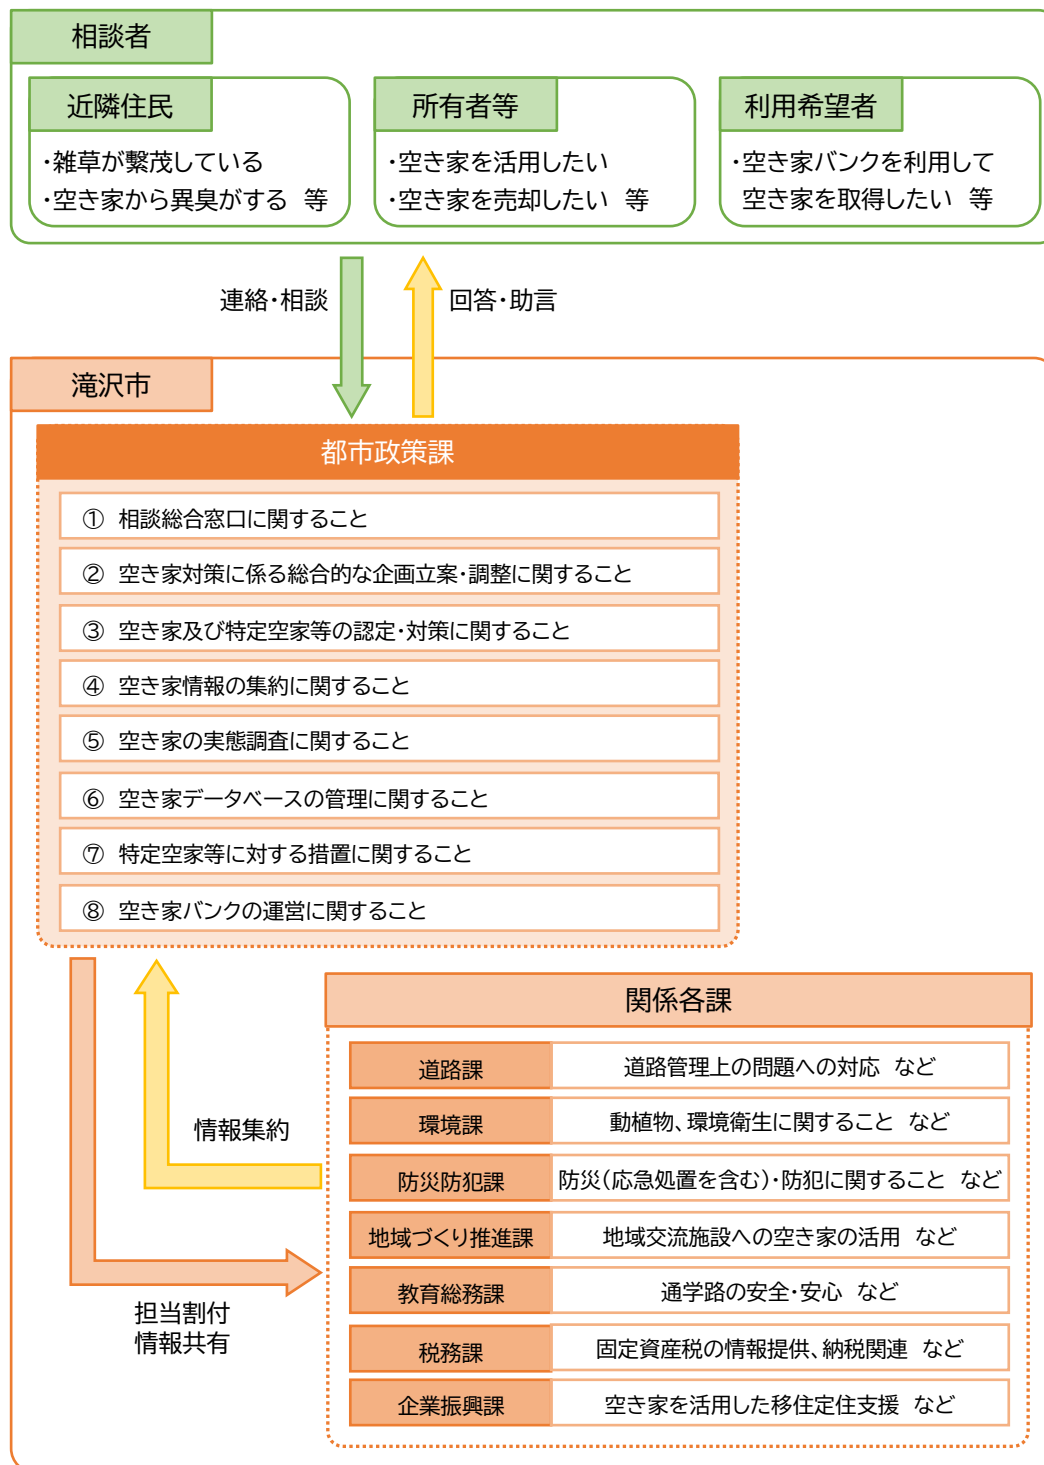 相談者
近隣住民
・雑草が繫茂している
・空き家から異臭がする 等
所有者等
・空き家を活用したい
・空き家を売却したい 等
利用希望者
・空き家バンクを利用して
空き家を取得したい 等
連絡・相談
回答・助言
滝沢市
都市政策課
① 相談総合窓口に関すること
② 空き家対策に係る総合的な企画立案・調整に関すること
③ 空き家及び特定空家等の認定・対策に関すること
④ 空き家情報の集約に関すること
⑤ 空き家の実態調査に関すること
⑥ 空き家データベースの管理に関すること
⑦ 特定空家等に対する措置に関すること
⑧ 空き家バンクの運営に関すること
情報集約
担当割付
情報共有
関係各課
道路課 道路管理上の問題への対応 など
環境課 動植物、環境衛生に関すること など
防災防犯課 防災(応急処置を含む)・防犯に関すること など
地域づくり推進課 地域交流施設への空き家の活用 など
教育総務課 通学路の安全・安心 など
税務課 固定資産税の情報提供、納税関連 など
企業振興課 空き家を活用した移住定住支援 など